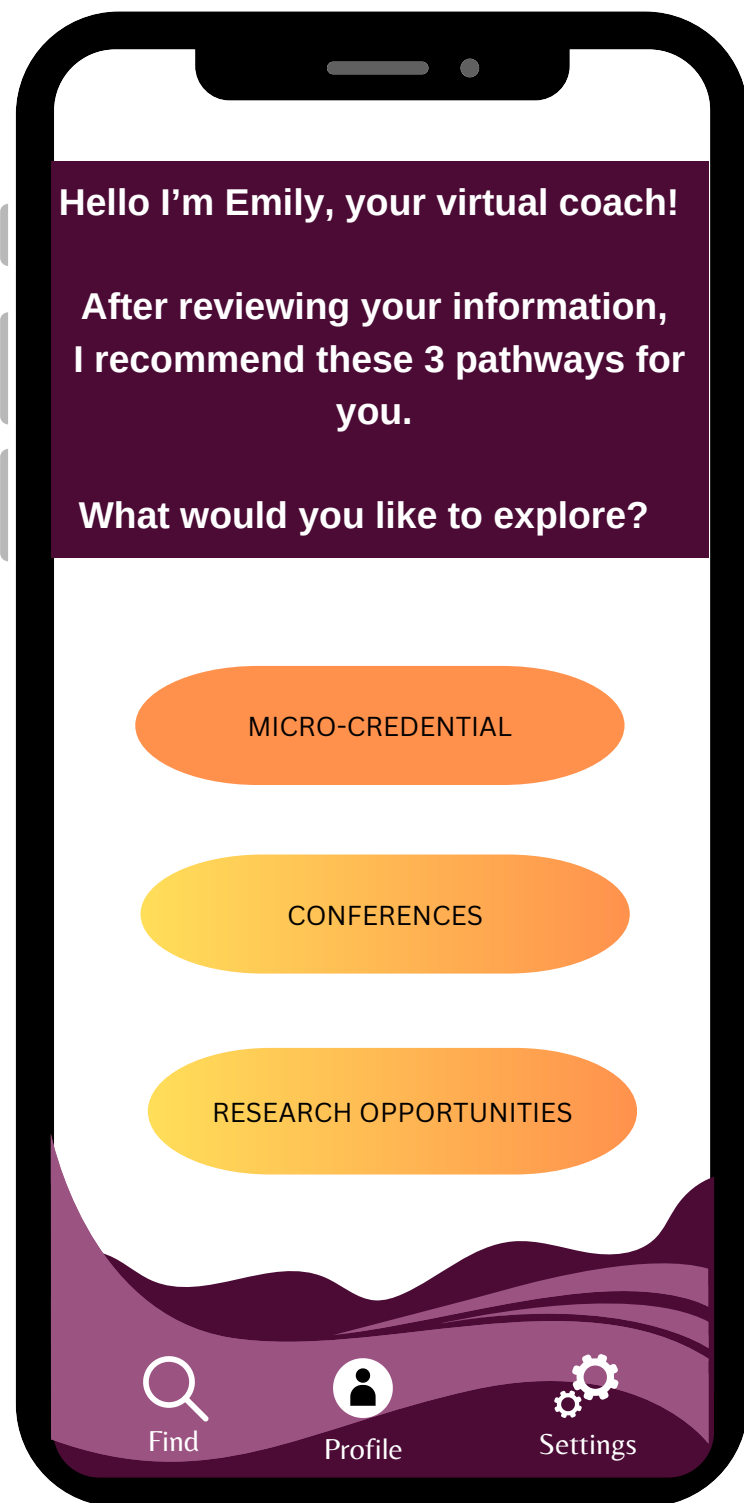 Hello I’m Emily, your virtual coach!
After reviewing your information,
I recommend these 3 pathways for
you.
What would you like to explore?
MICRO-CREDENTIAL
CONFERENCES
RESEARCH OPPORTUNITIES
Find
Profile
Settings